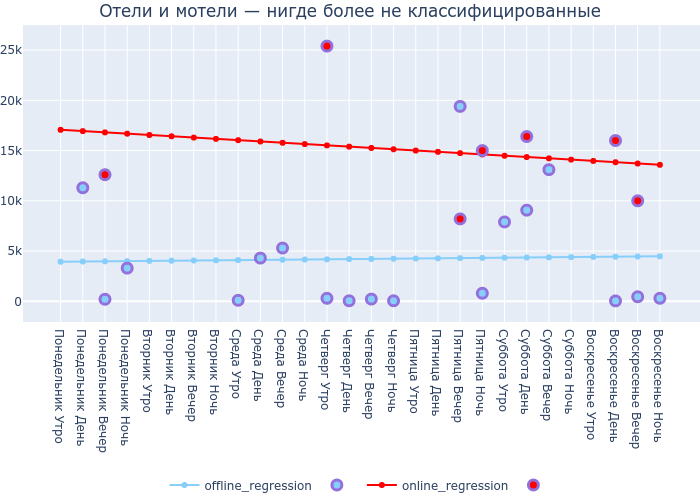 Отели и мотели — нигде более не классифицированные
25k
20k
15k
10k
5k
0
Понедельник Утро
Понедельник День
Понедельник Вечер
Понедельник Ночь
Вторник Утро
Вторник День
Вторник Вечер
Вторник Ночь
Среда Утро
Среда День
Среда Вечер
Среда Ночь
Четверг Утро
Четверг День
Четверг Вечер
Четверг Ночь
Пятница Утро
Пятница День
Пятница Вечер
Пятница Ночь
Суббота Утро
Суббота День
Суббота Вечер
Суббота Ночь
Воскресенье Утро
Воскресенье День
Воскресенье Вечер
Воскресенье Ночь
offline_regression
online_regression